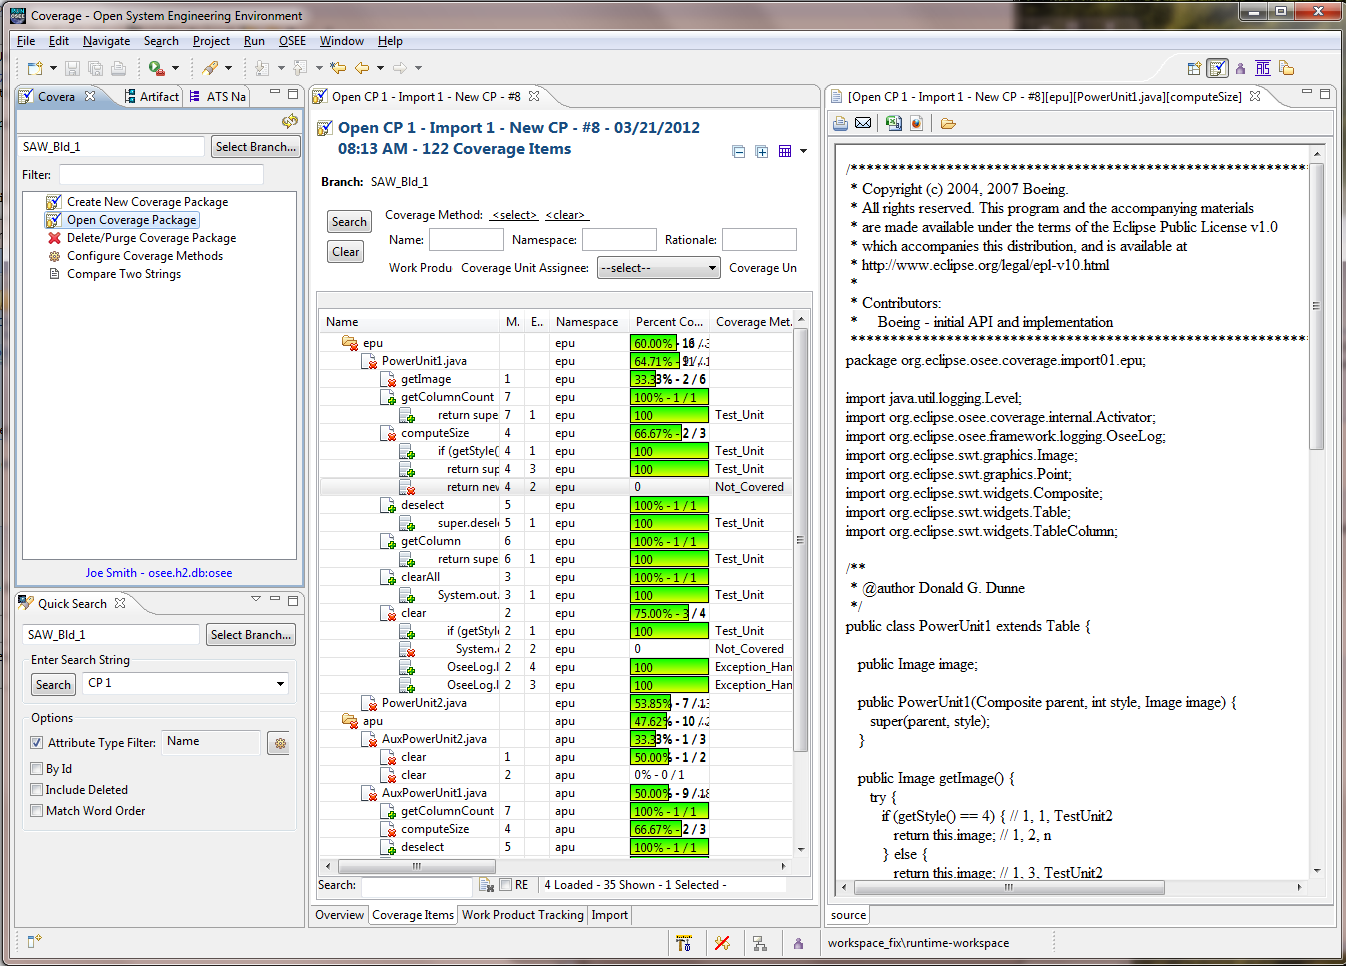 Coverage - Open System Engineering Environment
File Edit Navigate Search Project Run OSEE Window Help
Covera
Artifact
ATS Na
SAW_Bld_1
Select Branch...
Filter:
Create New Coverage Package
Open Coverage Package
Delete/Purge Coverage Package
Configure Coverage Methods
Compare Two Strings
Joe Smith - osee.h2.db:osee
Quick Search
SAW_Bld_1
Select Branch...
Enter Search String
Search
CP 1
Options
Attribute Type Filter:
Name
By Id
Include Deleted
Match Word Order
Open CP 1 - Import 1 - New CP - #8
Open CP 1 - Import 1 - New CP - #8 - 03/21/2012
08:13 AM - 122 Coverage Items
Branch: SAW_Bld_1
Search
Coverage Method: <select> <clear>
Clear
Name:
Namespace:
Rationale:
Work Produ
Coverage Unit Assignee:
--select--
Coverage Un
Name M. E.. Namespace Percent Co... Coverage Met.
epu epu 60.00%
PowerUnit1.java epu 64.71%
getImage 1 epu 33.33% - 2 / 6
getColumnCount 7 epu 100% - 1 / 1
return supe 7 1 epu 100 Test_Unit
computeSize 4 epu 66.67% - 2 / 3
if (getStyle( 4 1 epu 100 Test_Unit
return sup 4 3 epu 100 Test_Unit
return nev 4 2 epu 0 Not_Covered
deselect 5 epu 100% - 1 / 1
super.desele 5 1 epu 100 Test_Unit
getColumn 6 epu 100% - 1 / 1
return supe 6 1 epu 100 Test_Unit
clearAll 3 epu 100% - 1 / 1
System.out. 3 1 epu 100 Test_Unit
clear 2 epu 75.00% - 3 / 4
if (getStyl 2 1 epu 100 Test_Unit
System. 2 2 epu 0 Not_Covered
OseeLog.l 2 4 epu 100 Exception_Han
OseeLog.l 2 3 epu 100 Exception_Han
PowerUnit2.java epu 53.85% - 7 /
apu apu 47.62% - 10 /
AuxPowerUnit2.java apu 33.33% - 1 / 3
clear 1 apu 50.00% - 1 / 2
clear 2 apu 0% - 0 / 1
AuxPowerUnit1.java apu 50.00% - 9 /
getColumnCount 7 apu 100% - 1 / 1
computeSize 4 apu 66.67% - 2 / 3
deselect 5 apu 100% - 1 / 1
Search:
RE
4 Loaded - 35 Shown - 1 Selected -
Overview Coverage Items Work Product Tracking Import
[Open CP 1 - Import 1 - New CP - #8][epu][PowerUnit1.java][computeSize]
/**************************************************
* Copyright (c) 2004, 2007 Boeing.
* All rights reserved. This program and the accompanying materials
* are made available under the terms of the Eclipse Public License v1.0
* which accompanies this distribution, and is available at
* http://www.eclipse.org/legal/epl-v10.html
*
* Contributors:
* Boeing - initial API and implementation
**************************************************
package org.eclipse.osee.coverage.import01.epu;
import java.util.logging.Level;
import org.eclipse.osee.coverage.internal.Activator;
import org.eclipse.osee.framework.logging.OseeLog;
import org.eclipse.swt.graphics.Image;
import org.eclipse.swt.graphics.Point;
import org.eclipse.swt.widgets.Composite;
import org.eclipse.swt.widgets.Table;
import org.eclipse.swt.widgets.TableColumn;
/**
* @author Donald G. Dunne
*/
public class PowerUnit1 extends Table {
public Image image;
public PowerUnit1(Composite parent, int style, Image image) {
super(parent, style);
}
public Image getImage() {
try {
if (getStyle() == 4) { // 1, 1, TestUnit2
return this.image; // 1, 2, n
} else {
return this.image; // 1, 3, TestUnit2
source
workspace_fix\runtime-workspace